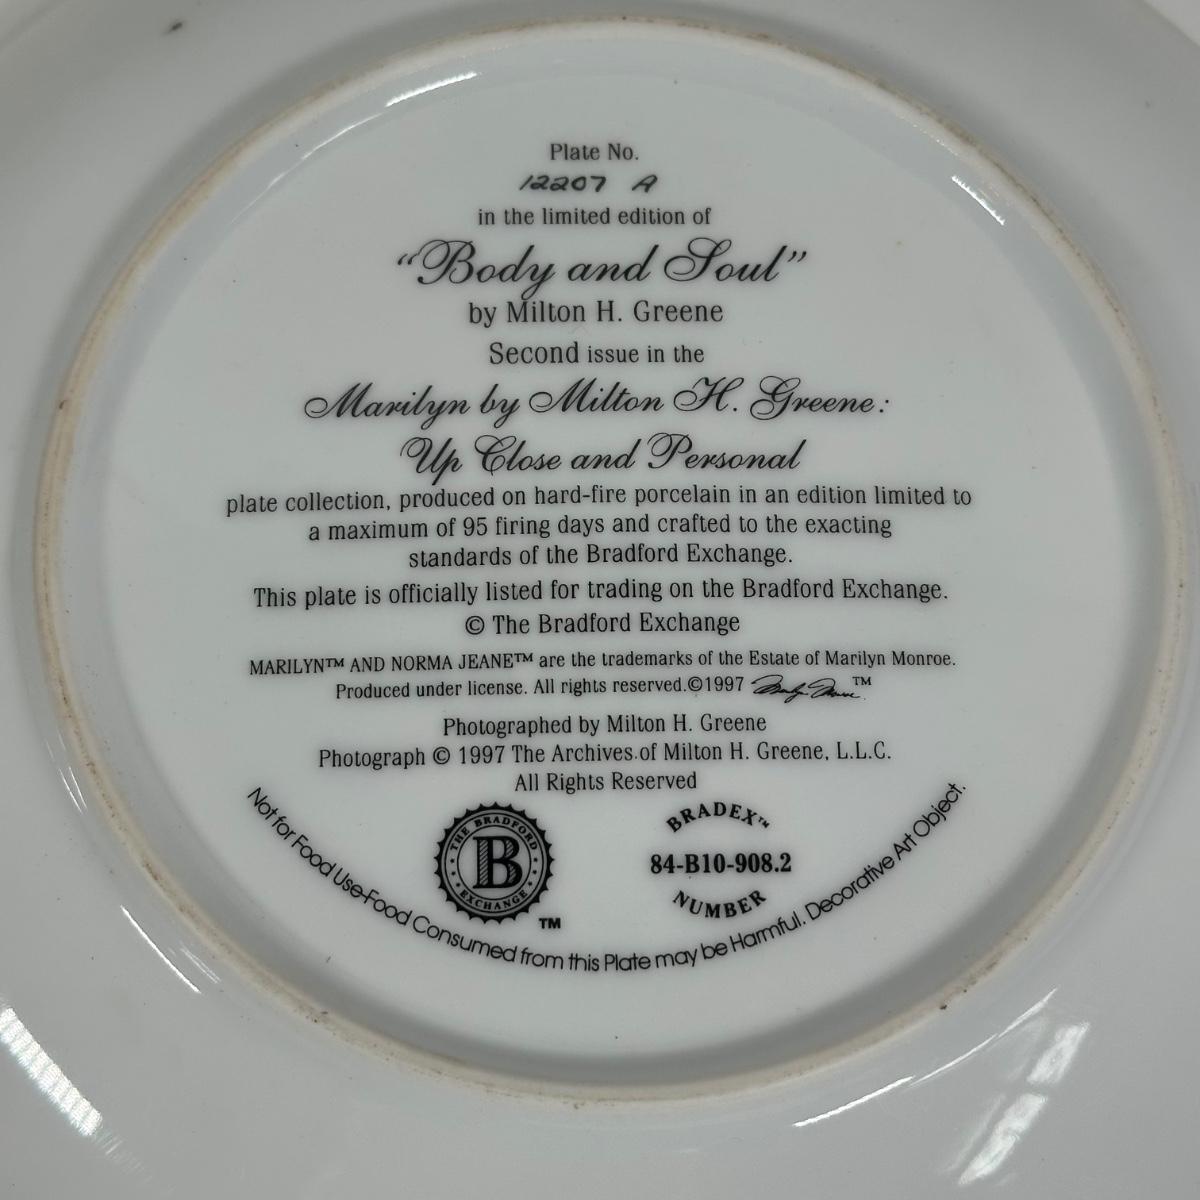 Plate No.
12207 A
in the limited edition of
"Body and Soul"
by Milton H. Greene
Second issue in the
Marilyn by Milton H. Greene:
Up Close and Personal
plate collection, produced on hard-fire porcelain in an edition limited to
a maximum of 95 firing days and crafted to the exacting
standards of the Bradford Exchange.
This plate is officially listed for trading on the Bradford Exchange.
© The Bradford Exchange
MARILYN™ AND NORMA JEANE™ are the trademarks of the Estate of Marilyn Monroe.
Produced under license. All rights reserved.©1997 Marilyn Monroe™
Photographed by Milton H. Greene
Photograph © 1997 The Archives of Milton H. Greene, L.L.C.
All Rights Reserved
THE BRADFORD
B
EXCHANGE
™
BRADEX™
84-B10-908.2
NUMBER
Not for Food Use-Food Consumed from this Plate may be Harmful. Decorative Art Object.